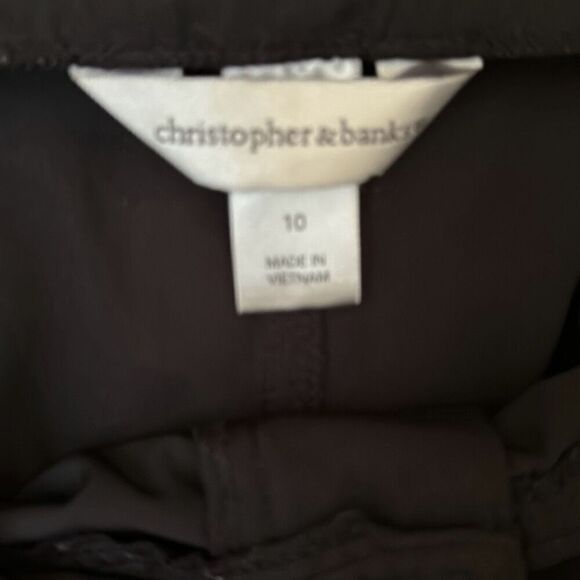 christopher & banks®
10
MADE IN
VIETNAM